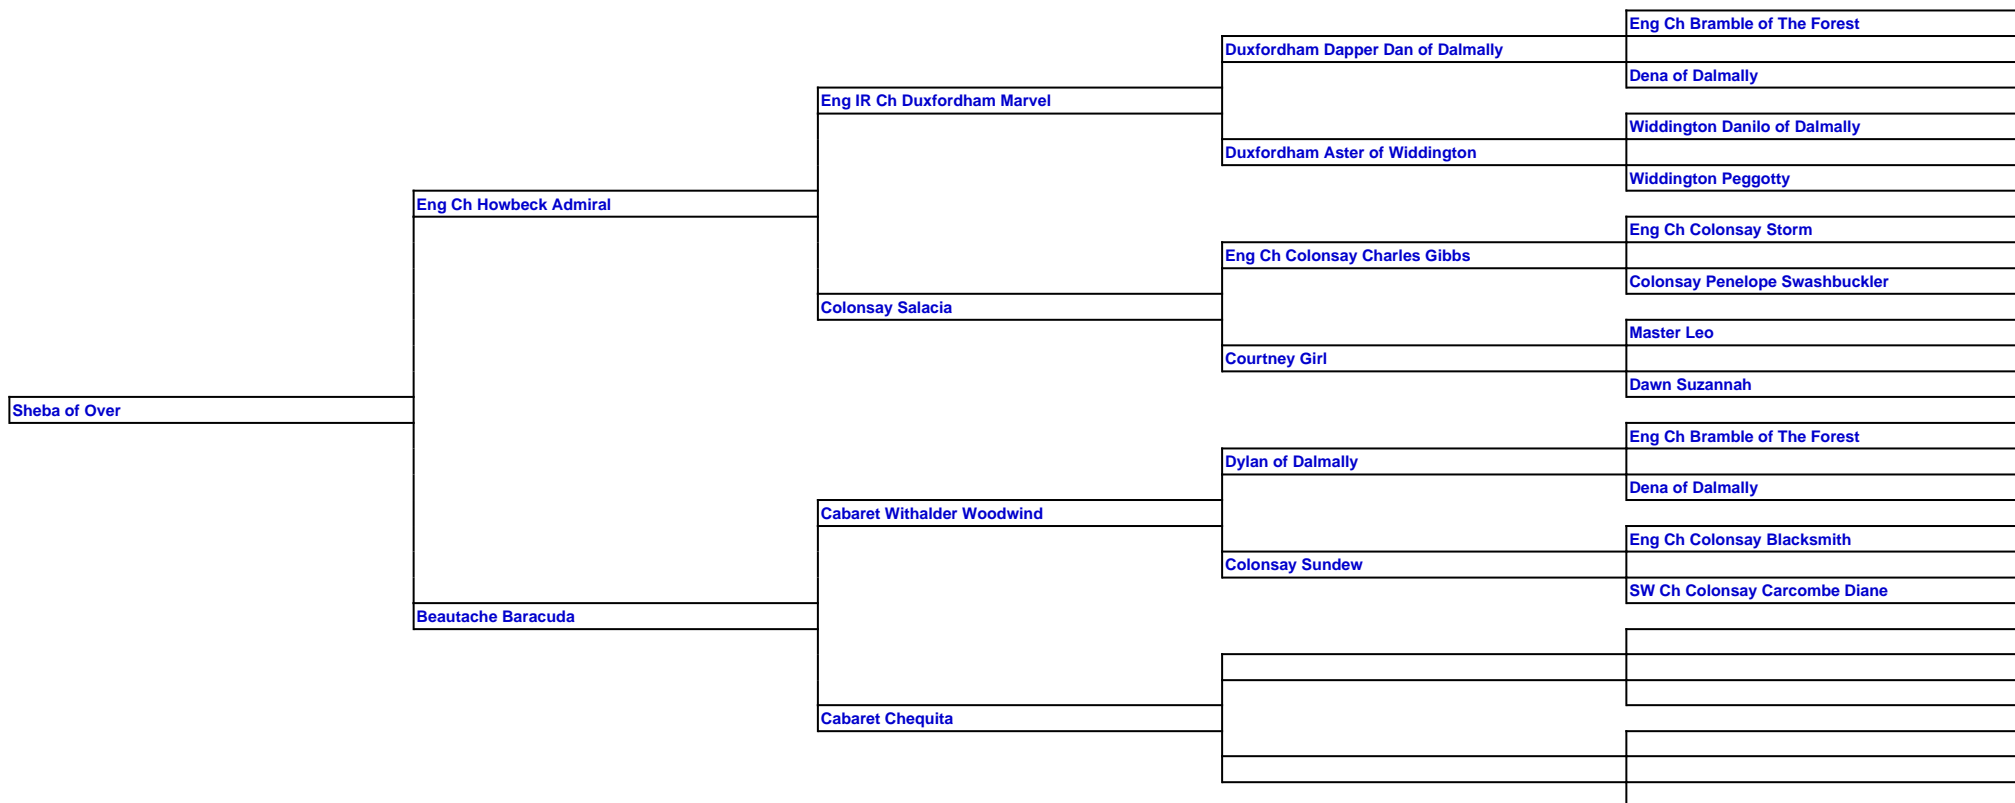 Eng Ch Bramble of The Forest
Duxfordham Dapper Dan of Dalmally
Dena of Dalmally
Eng IR Ch Duxfordham Marvel
Widdington Danilo of Dalmally
Duxfordham Aster of Widdington
Widdington Peggotty
Eng Ch Howbeck Admiral
Eng Ch Colonsay Storm
Eng Ch Colonsay Charles Gibbs
Colonsay Penelope Swashbuckler
Colonsay Salacia
Master Leo
Courtney Girl
Dawn Suzannah
Sheba of Over
Eng Ch Bramble of The Forest
Dylan of Dalmally
Dena of Dalmally
Cabaret Withalder Woodwind
Eng Ch Colonsay Blacksmith
Colonsay Sundew
SW Ch Colonsay Carcombe Diane
Beautache Baracuda
Cabaret Chequita